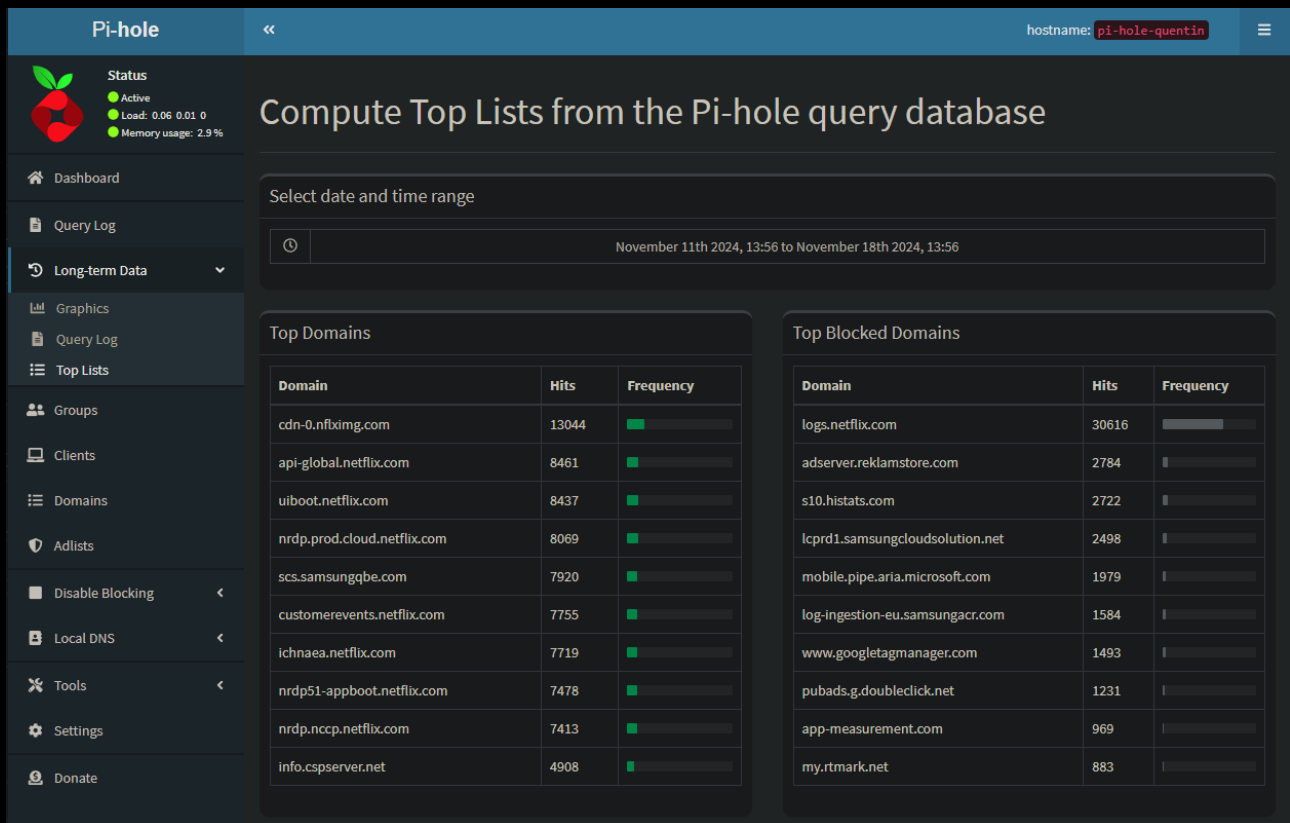 Pi-hole
hostname: pi-hole-quentin
Status
Active
Load: 0.06 0.01 0
Memory usage: 2.9 %
Dashboard
Query Log
Long-term Data
Graphics
Query Log
Top Lists
Groups
Clients
Domains
Adlists
Disable Blocking
Local DNS
Tools
Settings
Donate
Compute Top Lists from the Pi-hole query database
Select date and time range
November 11th 2024, 13:56 to November 18th 2024, 13:56
Top Domains
Domain Hits Frequency
cdn-0.nflximg.com 13044
api-global.netflix.com 8461
uiboot.netflix.com 8437
nrdp.prod.cloud.netflix.com 8069
scs.samsungqbe.com 7920
customerevents.netflix.com 7755
ichnaea.netflix.com 7719
nrdp51-appboot.netflix.com 7478
nrdp.nccp.netflix.com 7413
info.cspserver.net 4908
Top Blocked Domains
Domain Hits Frequency
logs.netflix.com 30616
adserver.reklamstore.com 2784
s10.histats.com 2722
lcprd1.samsungcloudsolution.net 2498
mobile.pipe.aria.microsoft.com 1979
log-ingestion-eu.samsungacr.com 1584
www.googletagmanager.com 1493
pubads.g.doubleclick.net 1231
app-measurement.com 969
my.rtmark.net 883